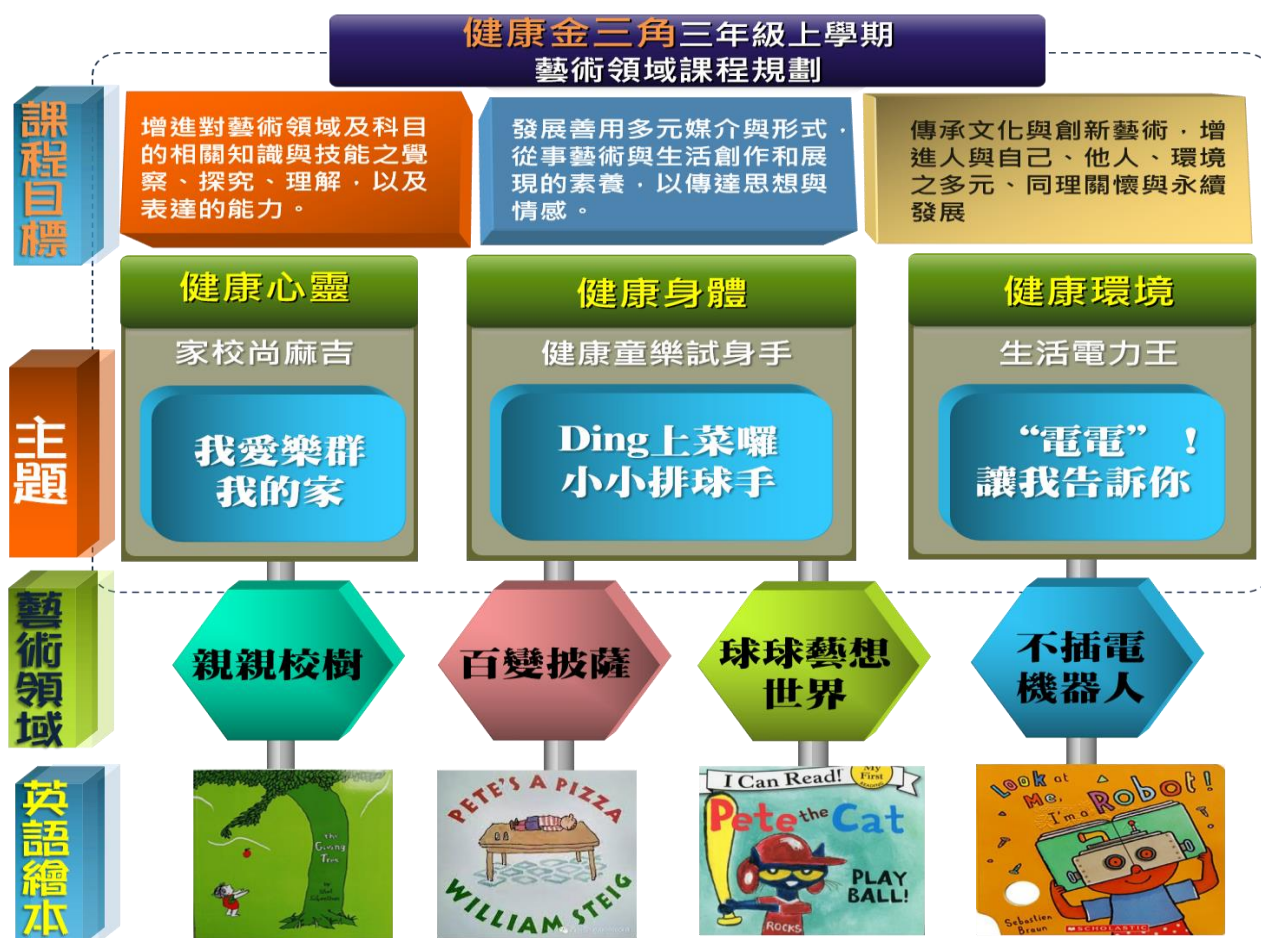 健康金三角三年級上學期
藝術領域課程規劃
課程目標
增進對藝術領域及科目
的相關知識與技能之覺
察、探究、理解，以及
表達的能力。
發展善用多元媒介與形式，
從事藝術與生活創作和展
現的素養，以傳達思想與
情感。
傳承文化與創新藝術，增
進人與自己、他人、環境
之多元、同理關懷與永續
發展
主題
健康心靈
家校尚麻吉
我愛樂群
我的家
健康身體
健康童樂試身手
Ding上菜囉
小小排球手
健康環境
生活電力王
“電電”！
讓我告訴你
藝術領域
親親校樹
百變披薩
球球藝想
世界
不插電
機器人
英語繪本
The
Giving
Tree
PETE'S A PIZZA
WILLIAM STEIG
I Can Read!
My
First
Pete the Cat
PLAY
BALL!
ROCKS
Look at
Me,
I'm a Robot!
Sebastien
Braun
SCHOLASTIC